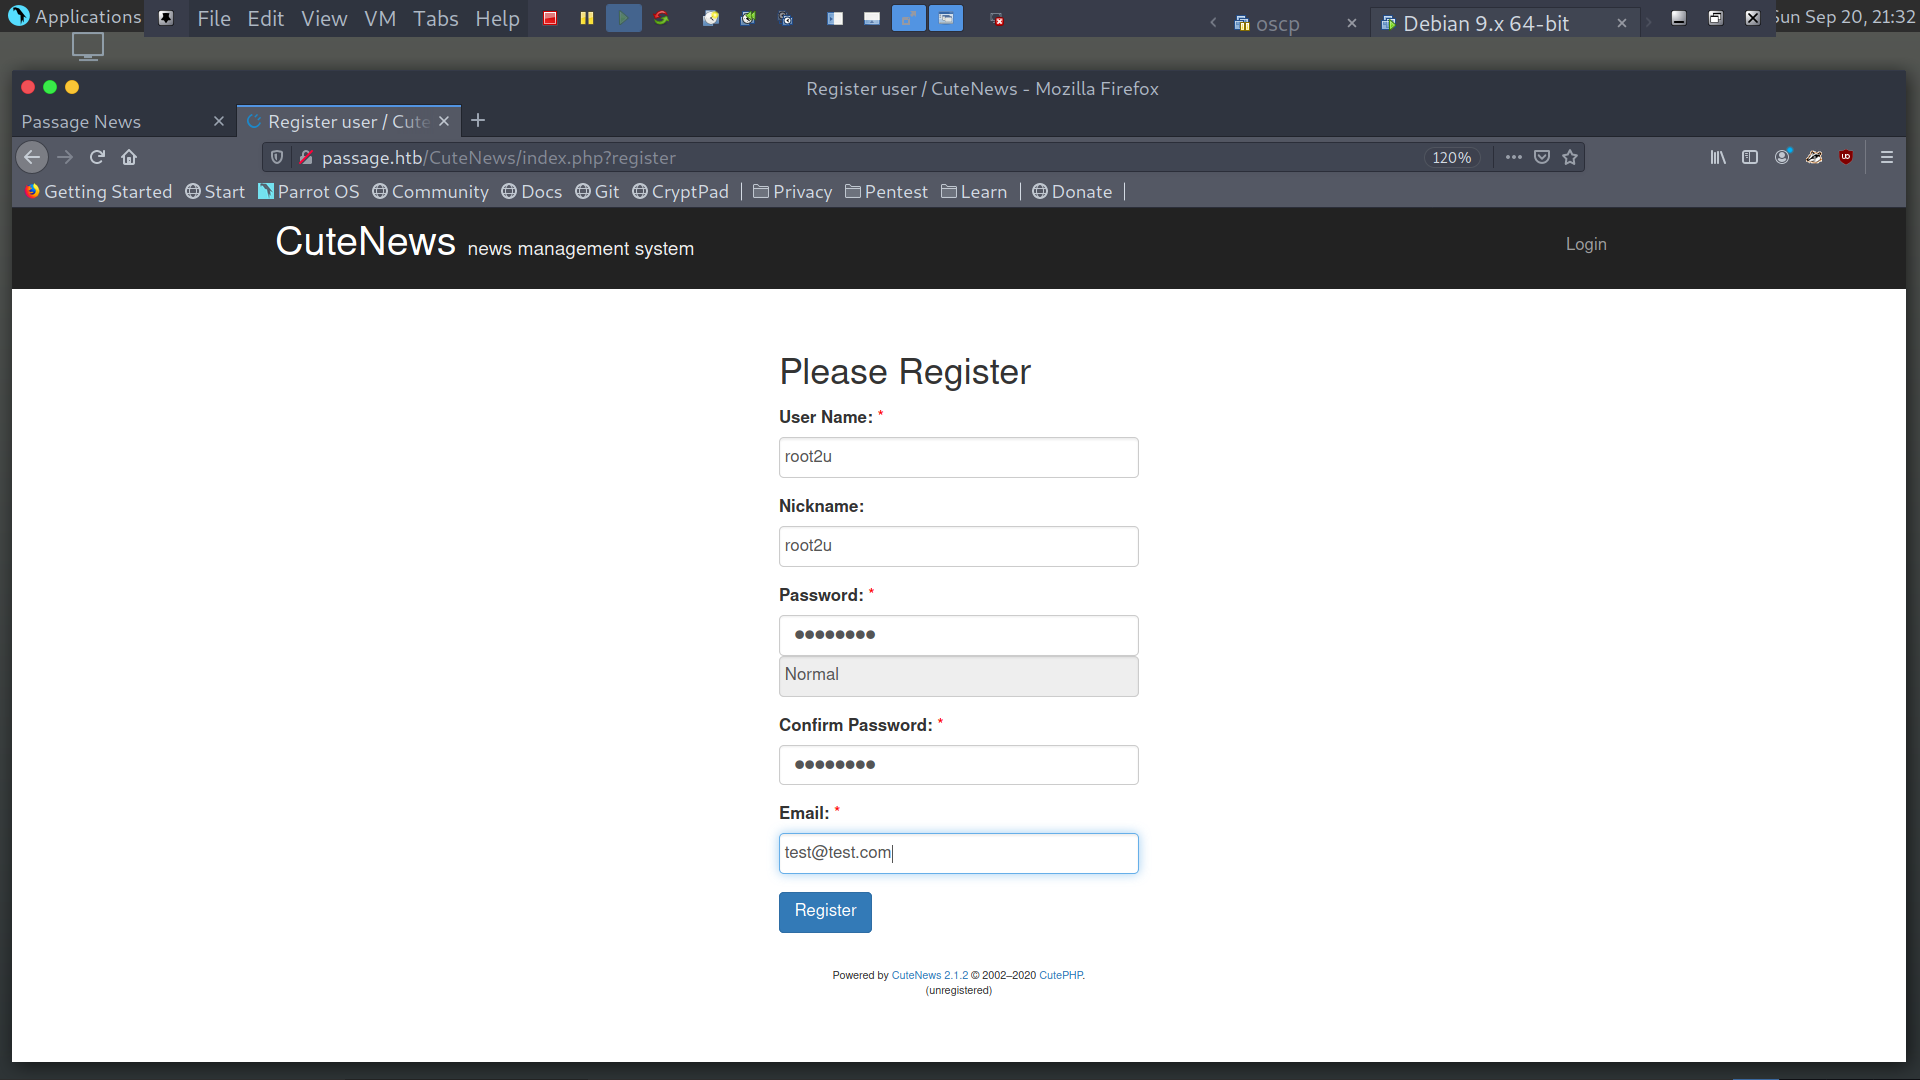 Applications File Edit View VM Tabs Help oscp Debian 9.x 64-bit Sun Sep 20, 21:32
Register user / CuteNews - Mozilla Firefox
Passage News Register user / Cute
passage.htb/CuteNews/index.php?register 120%
Getting Started Start Parrot OS Community Docs Git CryptPad Privacy Pentest Learn Donate
CuteNews news management system Login
Please Register
User Name: *
root2u
Nickname:
root2u
Password: *
●●●●●●●●
Normal
Confirm Password: *
●●●●●●●●
Email: *
test@test.com
Register
Powered by CuteNews 2.1.2 © 2002–2020 CutePHP.
(unregistered)